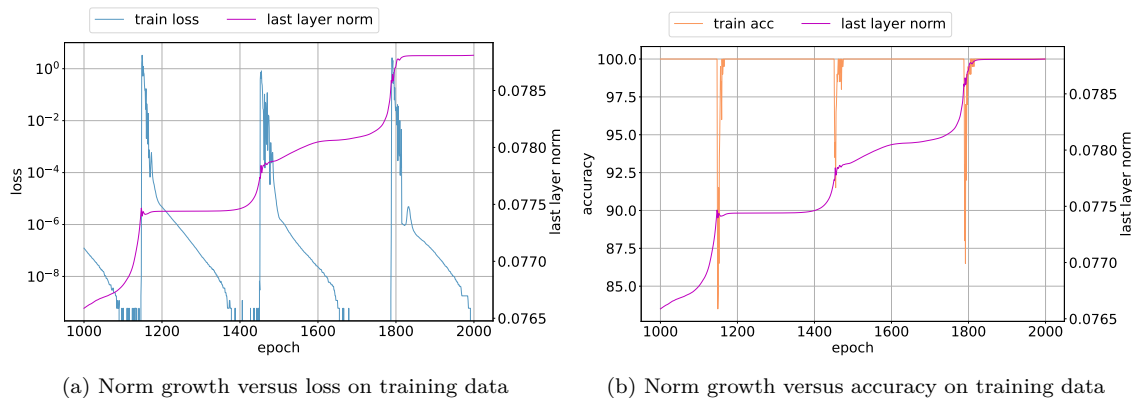 train loss last layer norm
10^0
10^-2
10^-4
10^-6
10^-8
loss
1000 1200 1400 1600 1800 2000
epoch
0.0785
0.0780
0.0775
0.0770
0.0765
last layer norm
(a) Norm growth versus loss on training data
train acc last layer norm
100.0
97.5
95.0
92.5
90.0
87.5
85.0
accuracy
1000 1200 1400 1600 1800 2000
epoch
0.0785
0.0780
0.0775
0.0770
0.0765
last layer norm
(b) Norm growth versus accuracy on training data